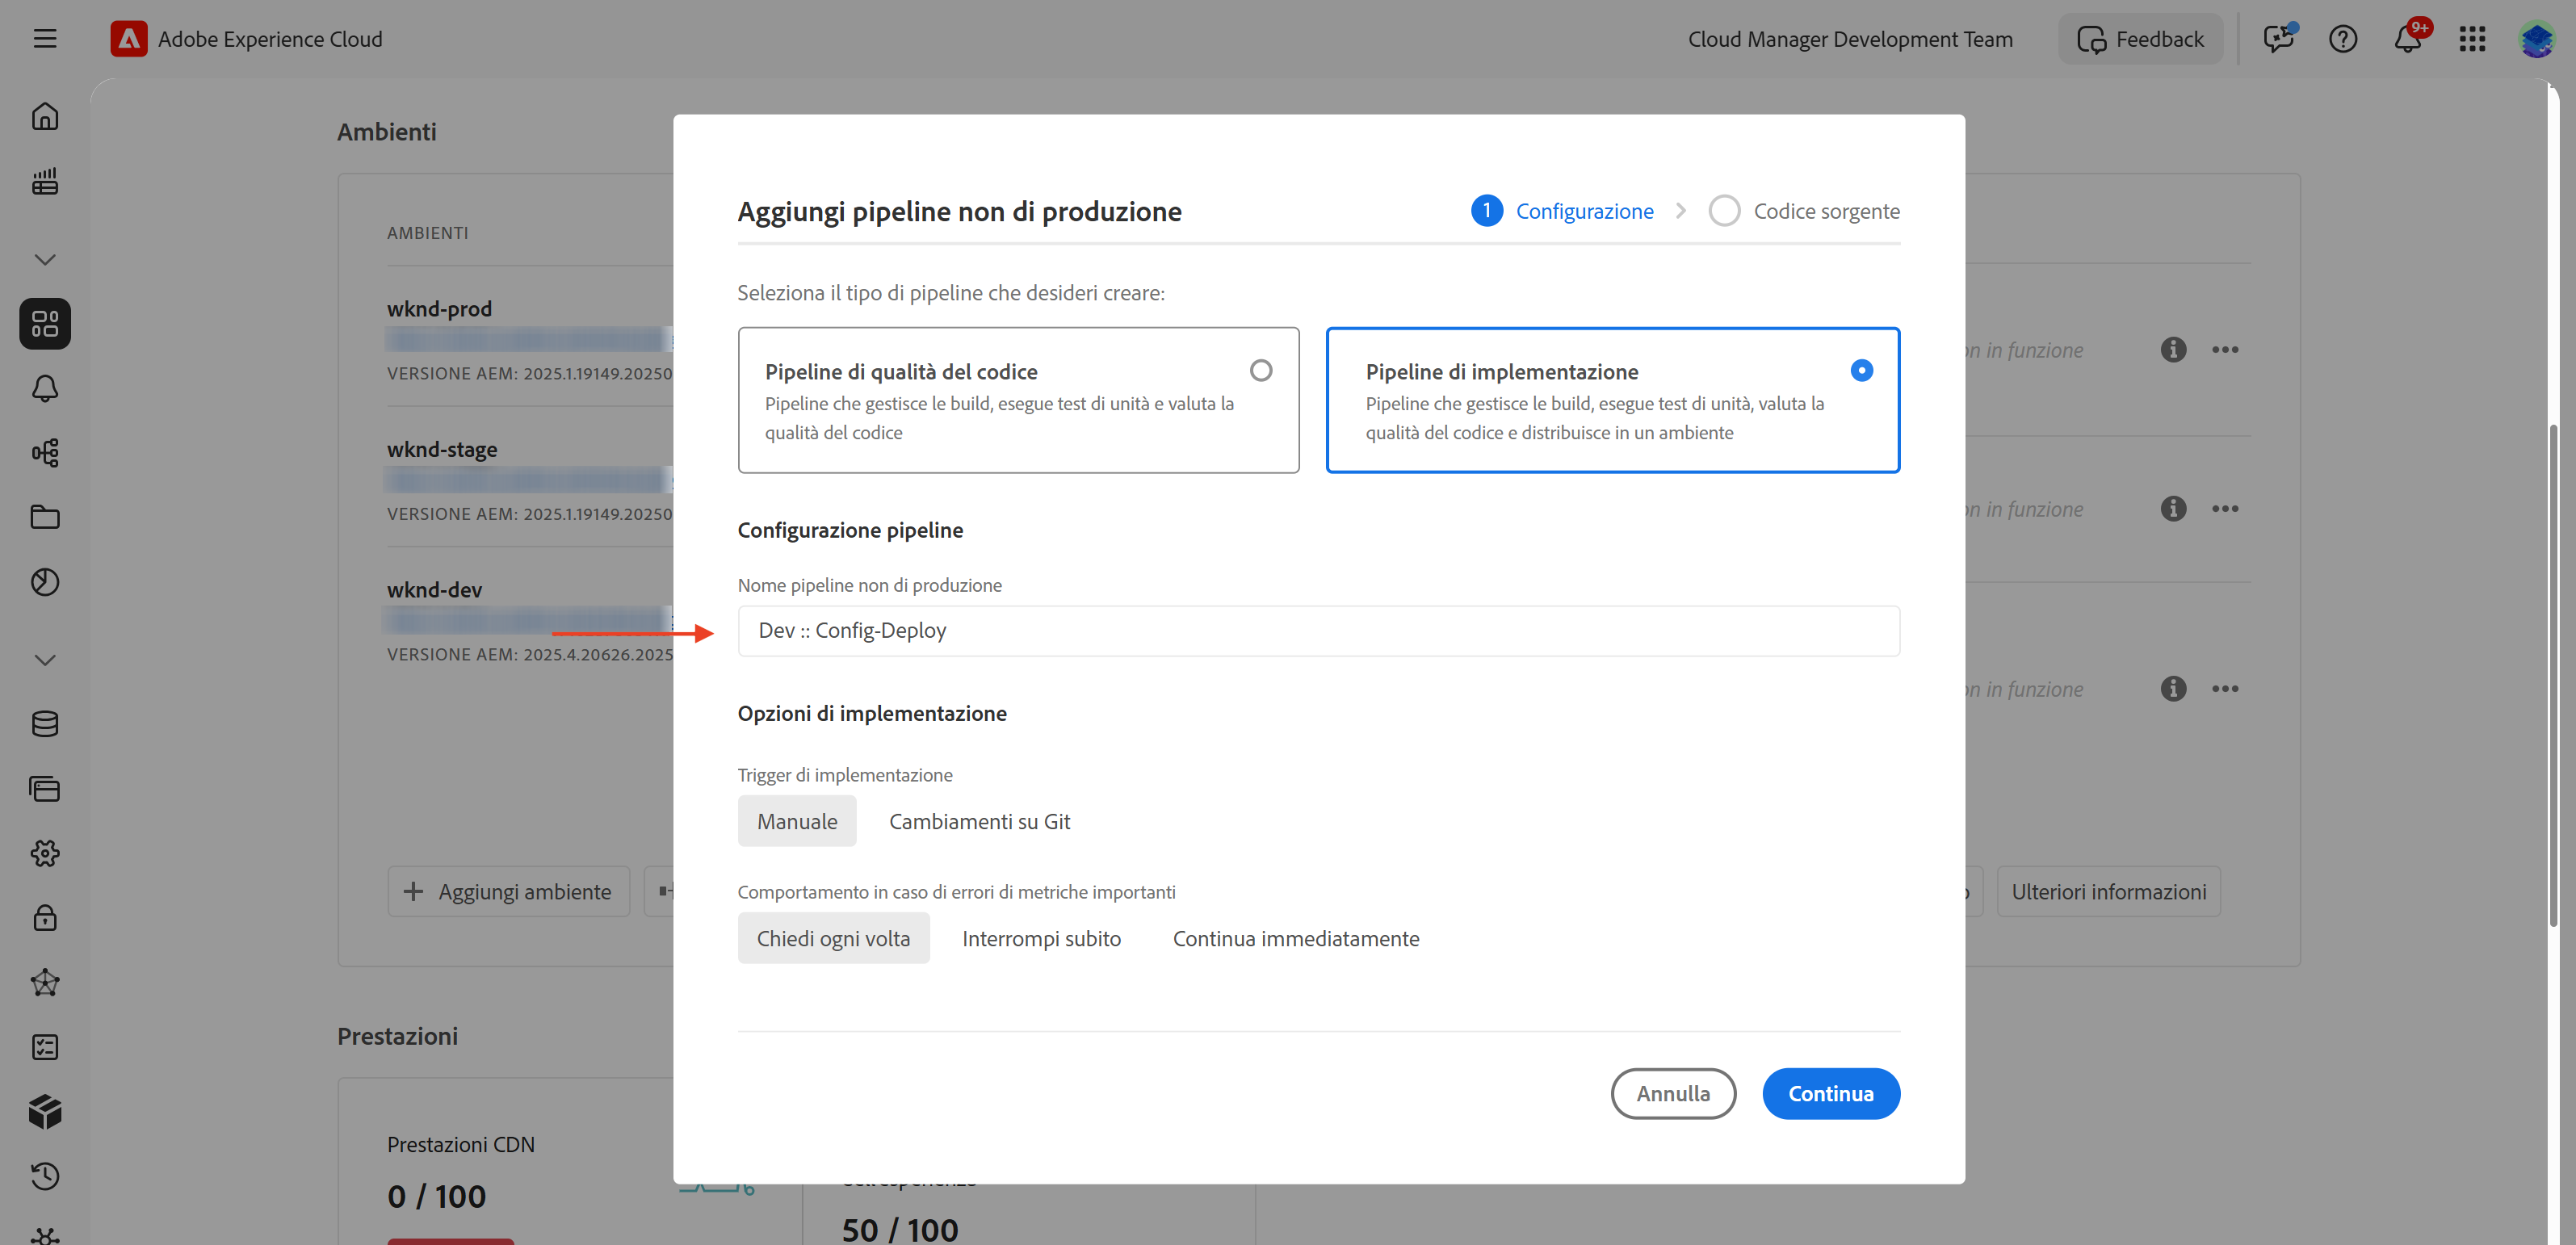 Adobe Experience Cloud
Cloud Manager Development Team
Feedback
9+
Ambienti
AMBIENTI
wknd-prod
VERSIONE AEM: 2025.1.19149.20250
wknd-stage
VERSIONE AEM: 2025.1.19149.20250
wknd-dev
VERSIONE AEM: 2025.4.20626.2025
Aggiungi ambiente
Aggiungi pipeline non di produzione
1 Configurazione
Codice sorgente
Seleziona il tipo di pipeline che desideri creare:
Pipeline di qualità del codice
Pipeline che gestisce le build, esegue test di unità e valuta la
qualità del codice
Pipeline di implementazione
Pipeline che gestisce le build, esegue test di unità, valuta la
qualità del codice e distribuisce in un ambiente
Configurazione pipeline
Nome pipeline non di produzione
Dev :: Config-Deploy
Opzioni di implementazione
Trigger di implementazione
Manuale
Cambiamenti su Git
Comportamento in caso di errori di metriche importanti
Chiedi ogni volta
Interrompi subito
Continua immediatamente
Annulla
Continua
in funzione
in funzione
in funzione
Ulteriori informazioni
Prestazioni
Prestazioni CDN
0 / 100
50 / 100